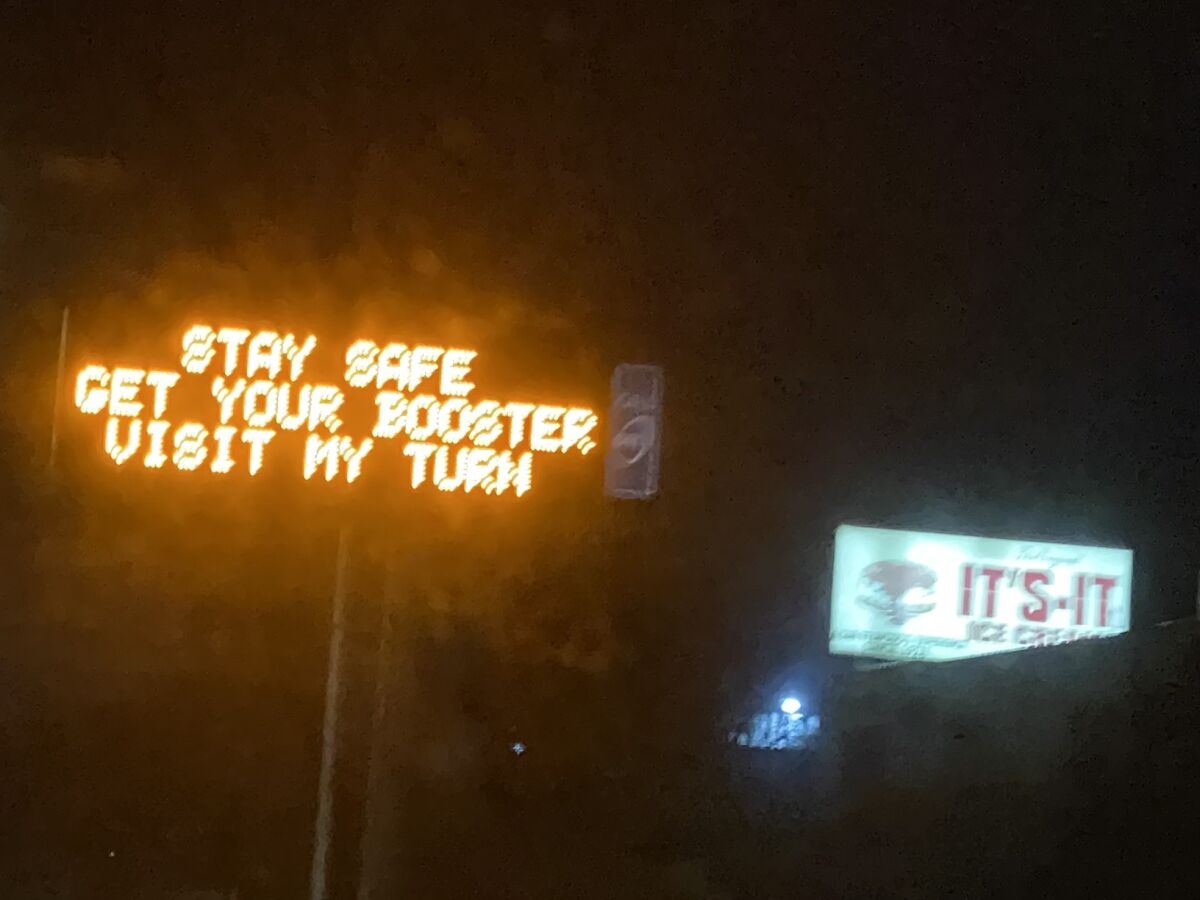 STAY SAFE
GET YOUR BOOSTER
VISIT MY TURN
IT'S-IT
ICE CREAM